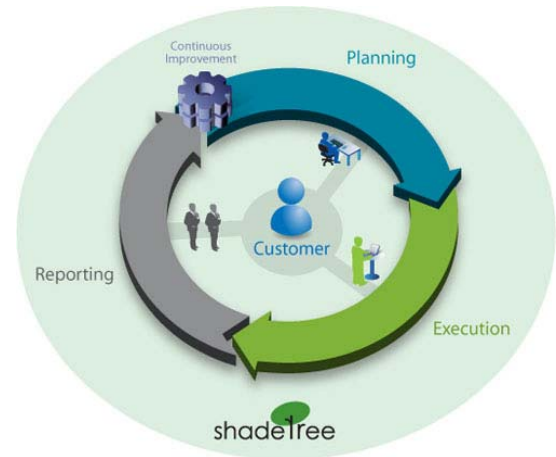 Continuous
Improvement
Planning
Customer
Reporting
Execution
shadetree